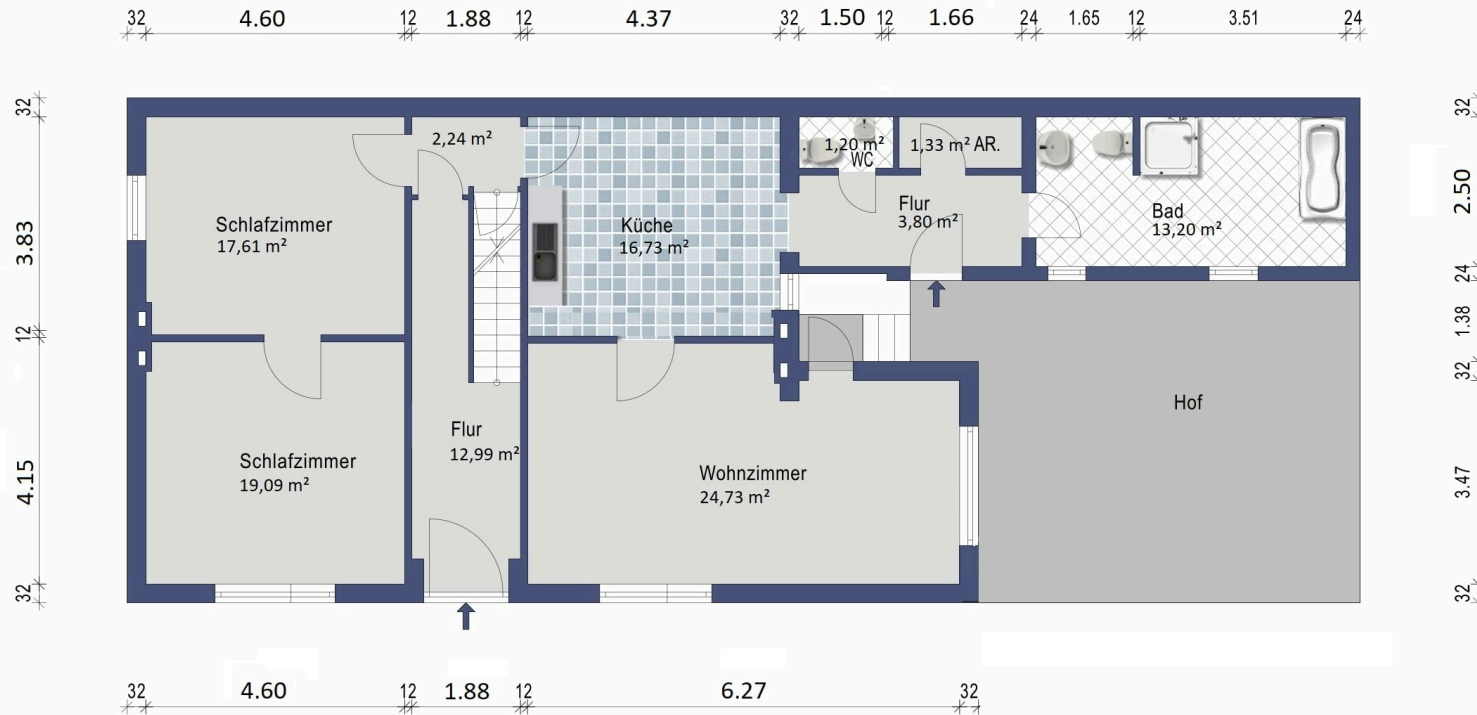 32 4.60 12 1.88 12 4.37 32 1.50 12 1.66 24 1.65 12 3.51 24
32
3.83
12
4.15
32
2,24 m²
1,20 m²
WC
1,33 m² AR.
Schlafzimmer
17,61 m²
Küche
16,73 m²
Flur
3,80 m²
Bad
13,20 m²
Hof
Flur
12,99 m²
Schlafzimmer
19,09 m²
Wohnzimmer
24,73 m²
32
2.50
24
1.38
32
3.47
32
32 4.60 12 1.88 12 6.27 32